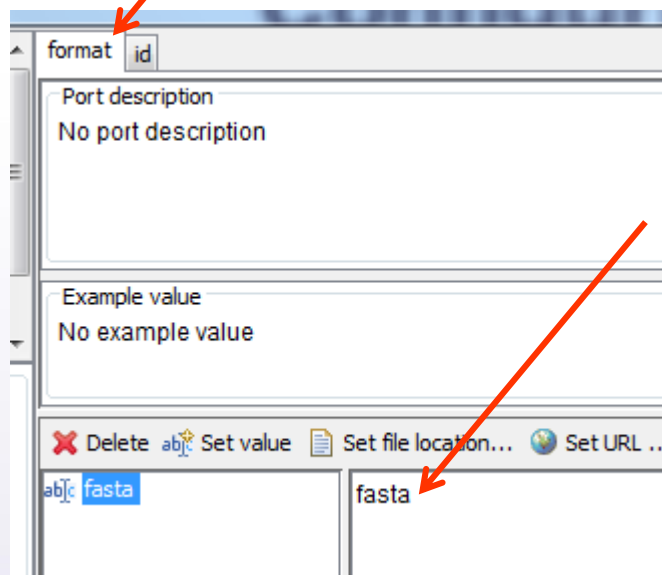 format id
Port description
No port description
Example value
No example value
Delete Set value Set file location... Set URL ..
fasta fasta